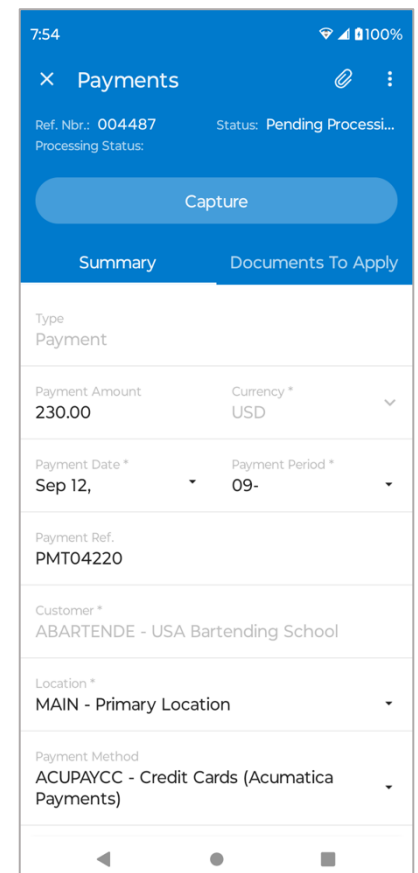 7:54 100%
Payments
Ref. Nbr.: 004487 Status: Pending Processi...
Processing Status:
Capture
Summary Documents To Apply
Type
Payment
Payment Amount Currency *
230.00 USD
Payment Date * Payment Period *
Sep 12, 09-
Payment Ref.
PMT04220
Customer *
ABARTENDE - USA Bartending School
Location *
MAIN - Primary Location
Payment Method
ACUPAYCC - Credit Cards (Acumatica
Payments)